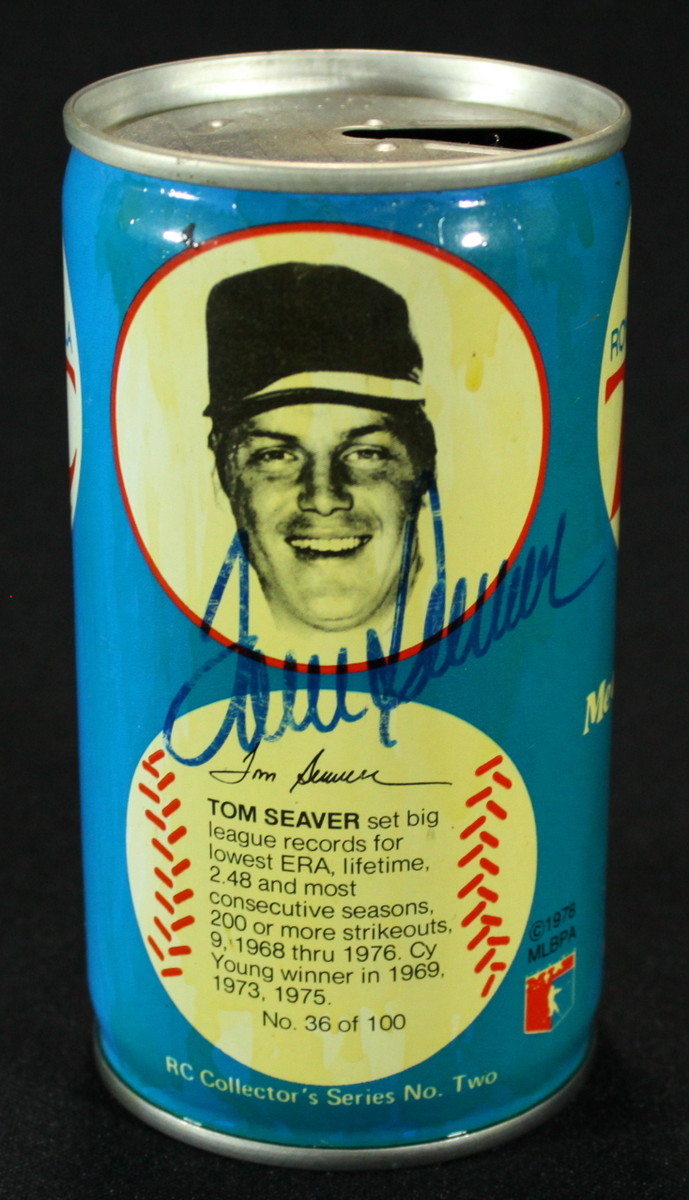 Tom Seaver
Tom Seaver
TOM SEAVER set big
league records for
lowest ERA, lifetime,
2.48 and most
consecutive seasons,
200 or more strikeouts,
9, 1968 thru 1976. Cy
Young winner in 1969,
1973, 1975.
No. 36 of 100
©1978
MLBPA
RC Collector's Series No. Two